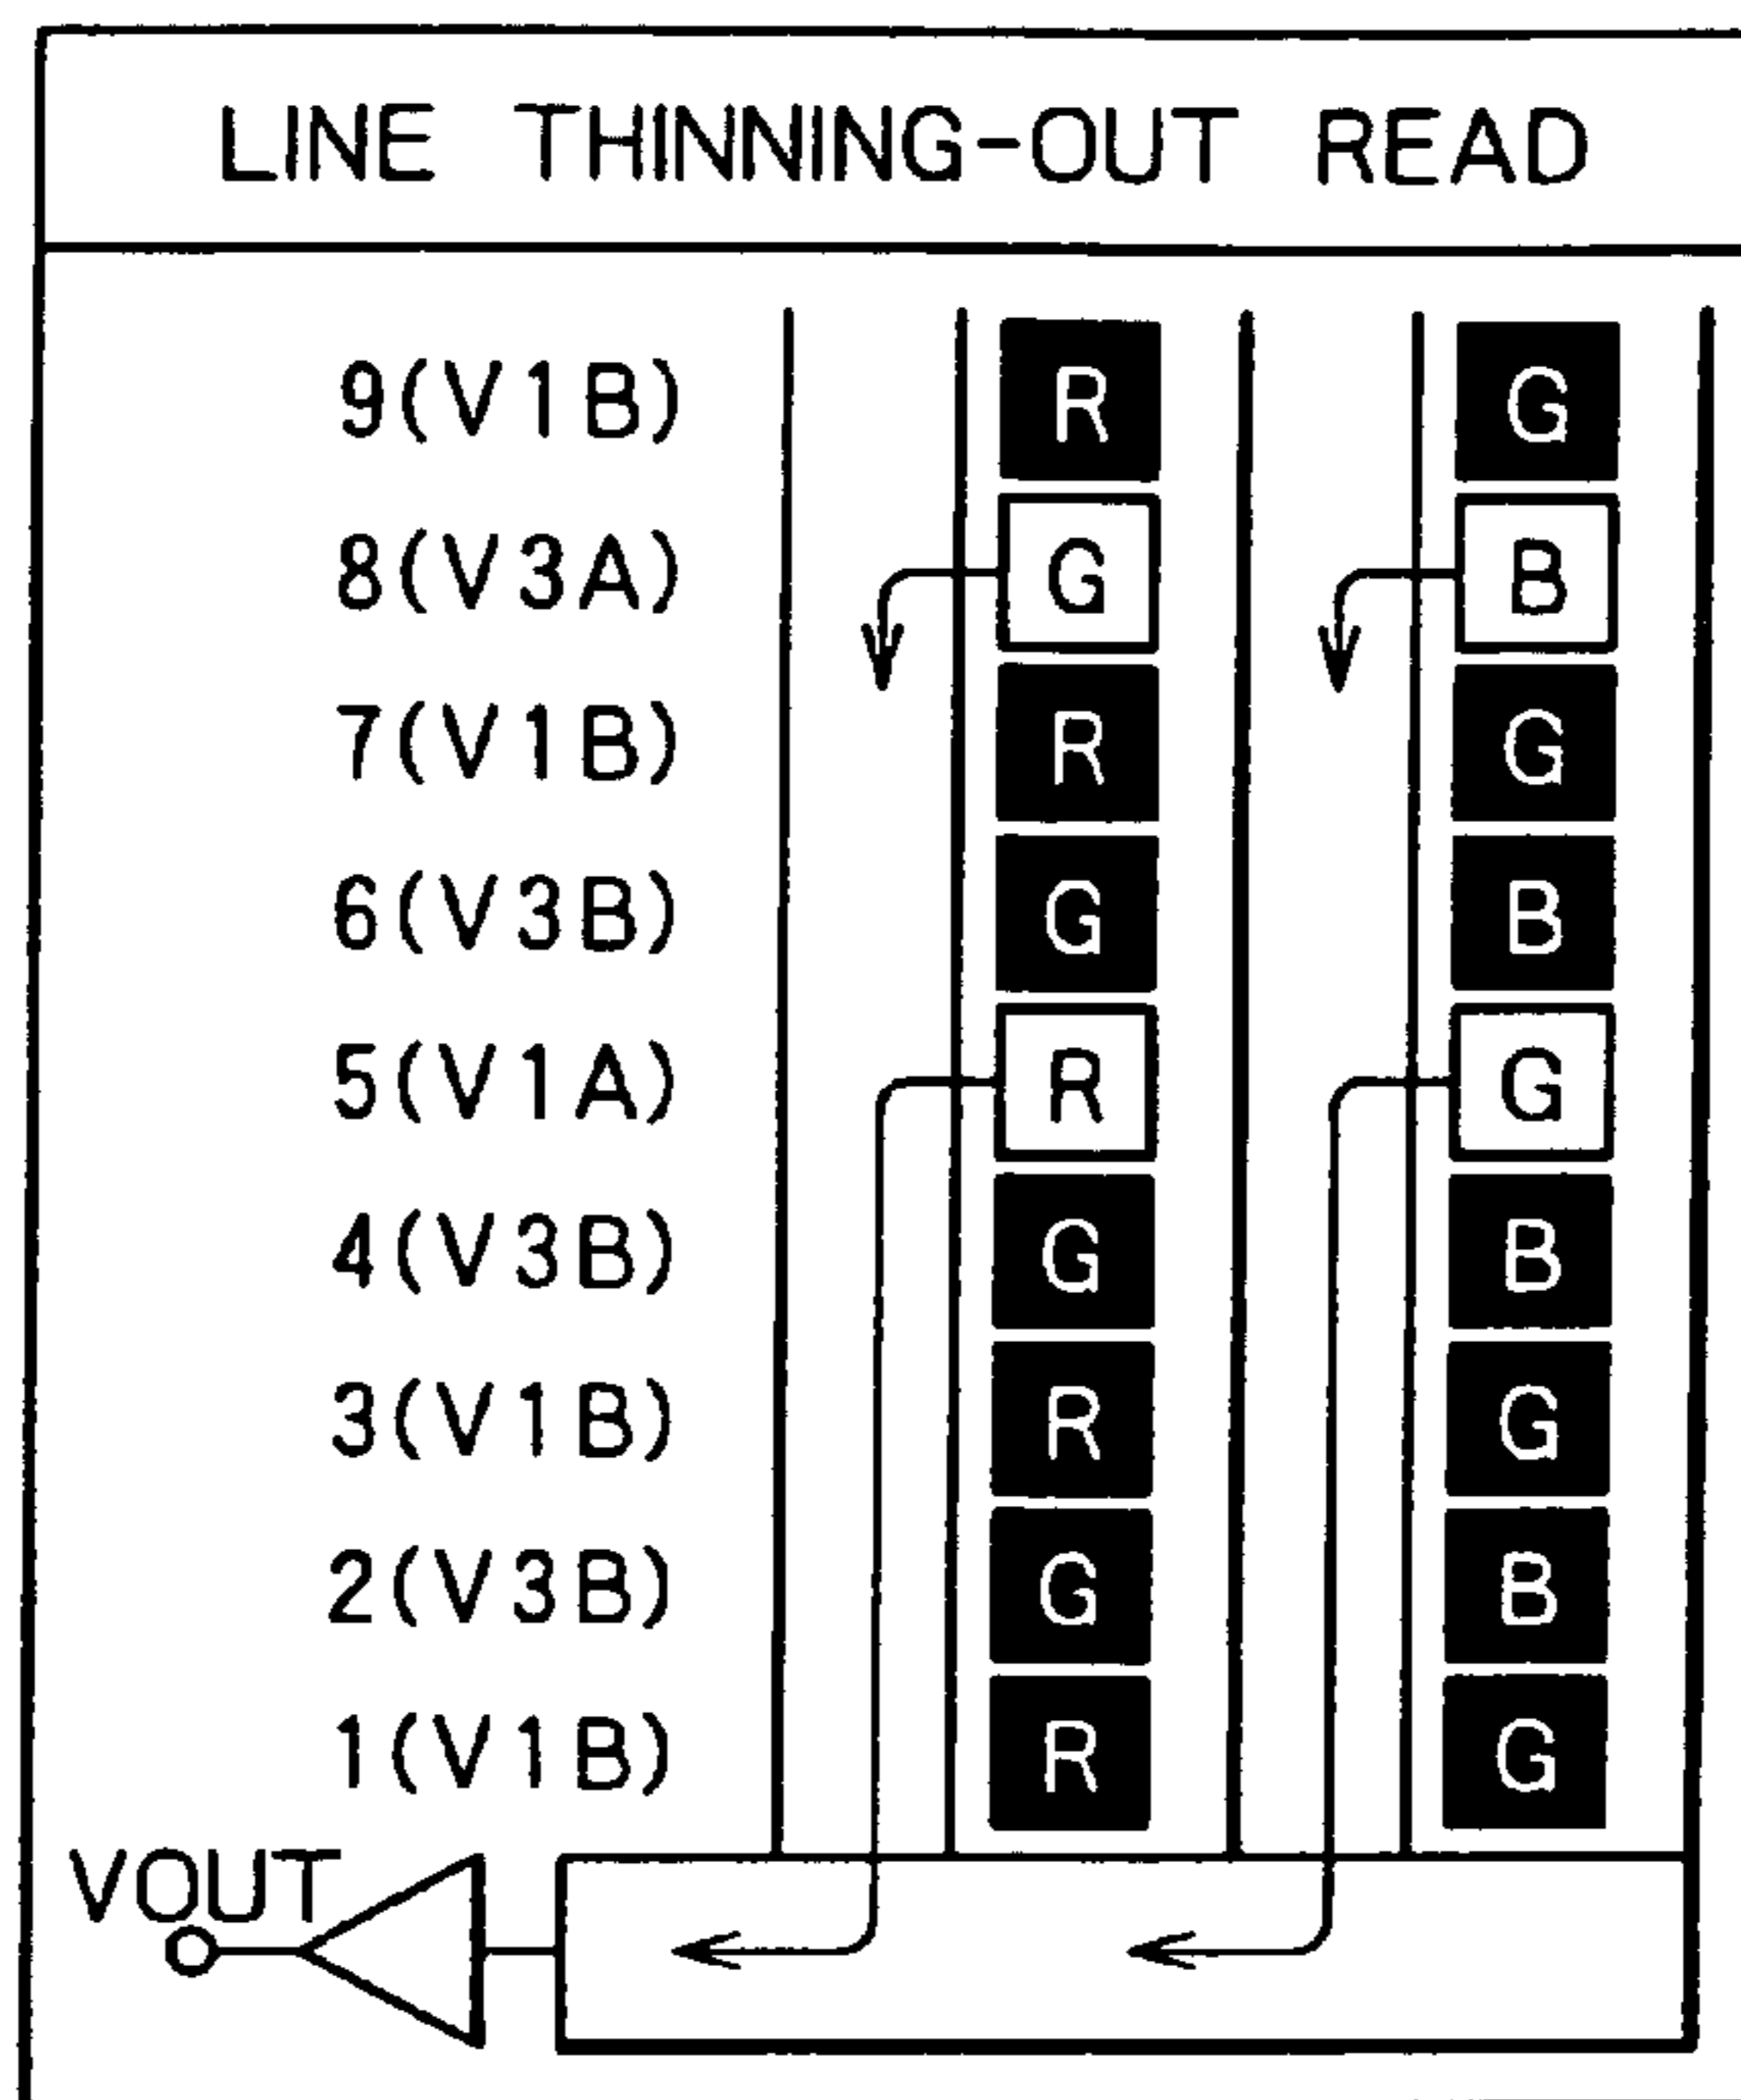 LINE THINNING-OUT READ
9(V1B) R G
8(V3A) G B
7(V1B) R G
6(V3B) G B
5(V1A) R G
4(V3B) G B
3(V1B) R G
2(V3B) G B
1(V1B) R G
VOUT